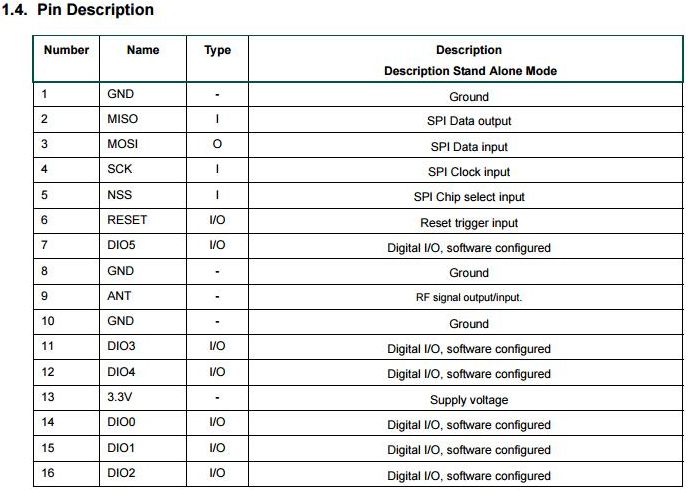 1.4. Pin Description
Number Name Type Description
Description Stand Alone Mode
1 GND - Ground
2 MISO I SPI Data output
3 MOSI O SPI Data input
4 SCK I SPI Clock input
5 NSS I SPI Chip select input
6 RESET I/O Reset trigger input
7 DIO5 I/O Digital I/O, software configured
8 GND - Ground
9 ANT - RF signal output/input.
10 GND - Ground
11 DIO3 I/O Digital I/O, software configured
12 DIO4 I/O Digital I/O, software configured
13 3.3V - Supply voltage
14 DIO0 I/O Digital I/O, software configured
15 DIO1 I/O Digital I/O, software configured
16 DIO2 I/O Digital I/O, software configured